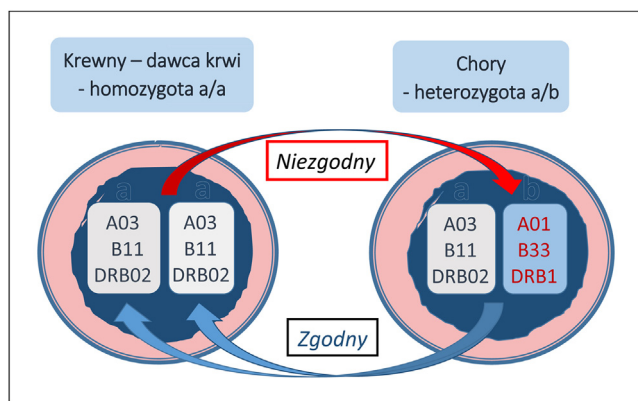 Krewny – dawca krwi
- homozygota a/a
Chory
- heterozygota a/b
Niezgodny
a
a
a
b
A03
B11
DRB02
A03
B11
DRB02
A03
B11
DRB02
A01
B33
DRB1
Zgodny